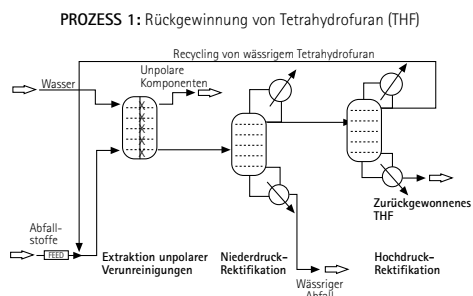 PROZESS 1: Rückgewinnung von Tetrahydrofuran (THF)
Recycling von wässrigem Tetrahydrofuran
Wasser
Unpolare
Komponenten
Zurückgewonnenes
THF
Abfall-
stoffe
FEED
Extraktion unpolarer
Verunreinigungen
Niederdruck-
Rektifikation
Hochdruck-
Rektifikation
Wässriger
Abfall